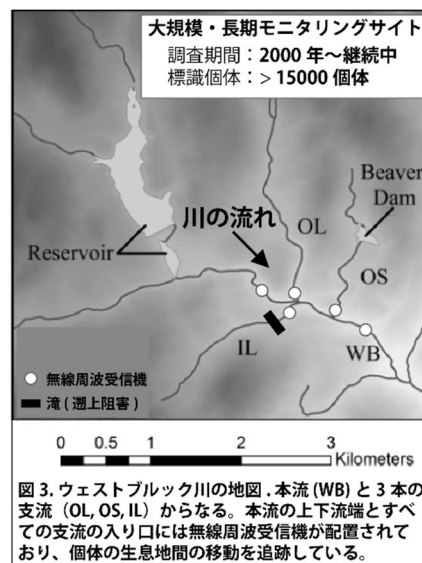 大規模・長期モニタリングサイト
調査期間：2000 年～継続中
標識個体：> 15000 個体
Beaver
Dam
川の流れ
OL
Reservoir
OS
IL
WB
無線周波受信機
滝 ( 遡上阻害 )
0 0.5 1 2 3
Kilometers
図 3. ウェストブルック川の地図 . 本流 (WB) と 3 本の
支流（OL, OS, IL）からなる。本流の上下流端とすべ
ての支流の入り口には無線周波受信機が配置されて
おり、個体の生息地間の移動を追跡している。